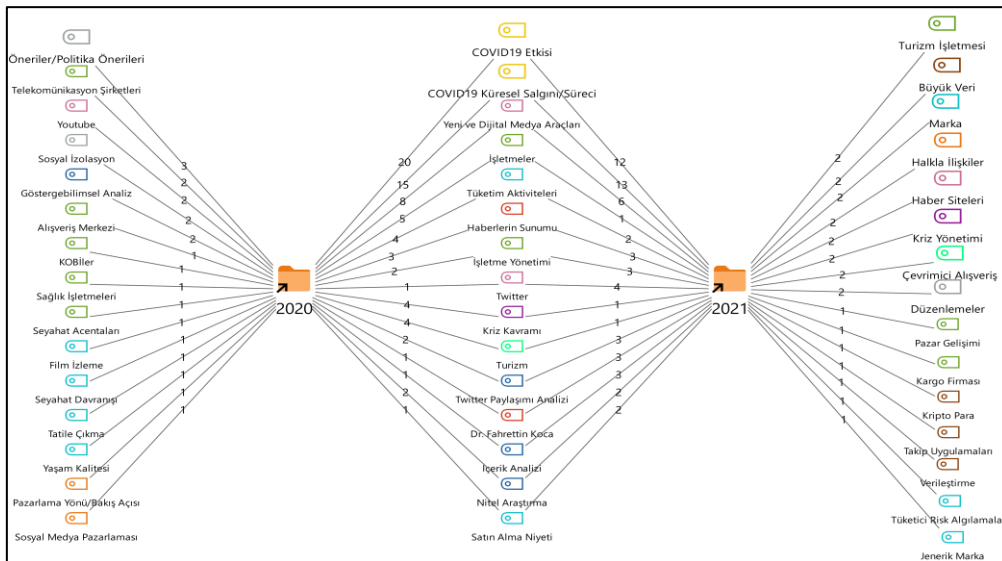 Öneriler/Politika Önerileri
Telekomünikasyon Şirketleri
Youtube
Sosyal İzolasyon
Göstergebilimsel Analiz
Alışveriş Merkezi
KOBİler
Sağlık İşletmeleri
Seyahat Acentaları
Film İzleme
Seyahat Davranışı
Tatile Çıkma
Yaşam Kalitesi
Pazarlama Yönü/Bakış Açısı
Sosyal Medya Pazarlaması
3
2
2
2
2
1
1
1
1
1
1
1
1
1
1
2020
20
15
8
5
4
3
2
1
1
4
2
1
1
2
1
COVID19 Etkisi
COVID19 Küresel Salgını/Süreci
Yeni ve Dijital Medya Araçları
İşletmeler
Tüketim Aktiviteleri
Haberlerin Sunumu
İşletme Yönetimi
Twitter
Kriz Kavramı
Turizm
Twitter Paylaşımı Analizi
Dr. Fahrettin Koca
İçerik Analizi
Nitel Araştırma
Satın Alma Niyeti
12
13
6
1
2
3
3
4
1
1
3
3
3
2
2
2021
2
2
2
2
2
2
2
2
1
1
1
1
1
1
1
Turizm İşletmesi
Büyük Veri
Marka
Halkla İlişkiler
Haber Siteleri
Kriz Yönetimi
Çevrimiçi Alışveriş
Düzenlemeler
Pazar Gelişimi
Kargo Firması
Kripto Para
Takip Uygulamaları
Verileştirme
Tüketici Risk Algılamala
Jenerik Marka